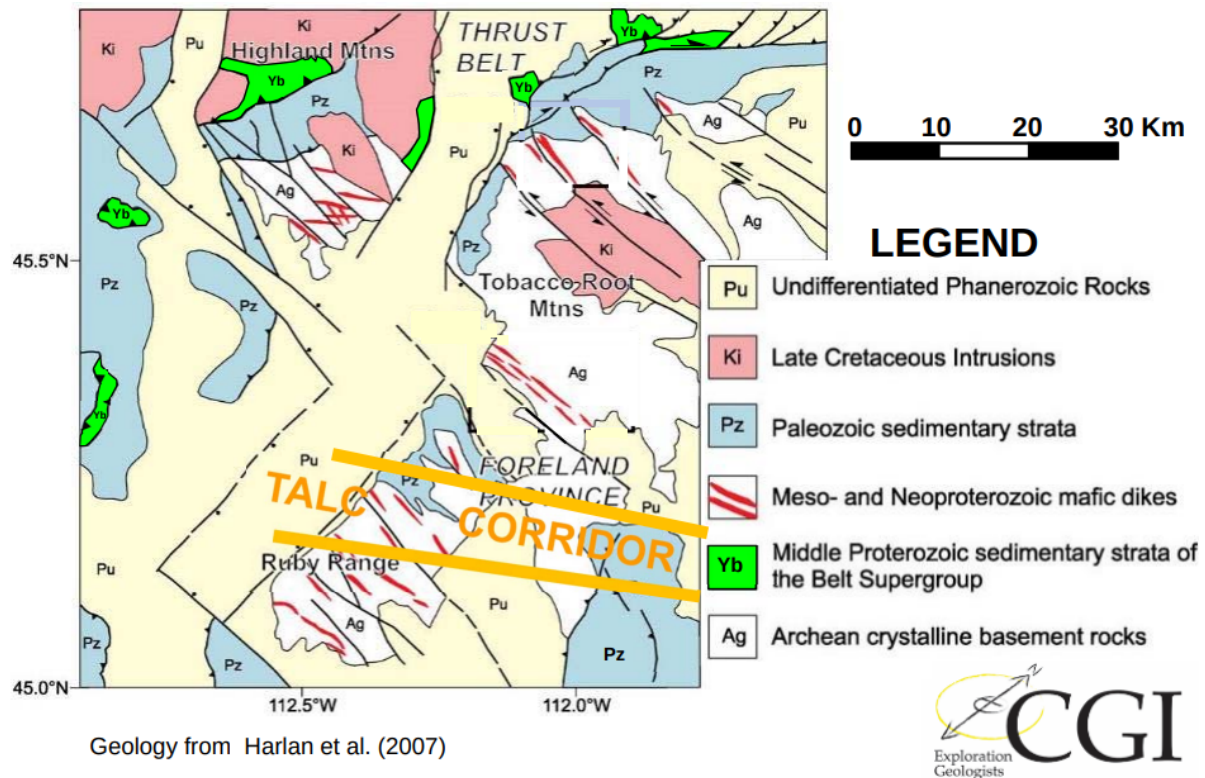 THRUST
BELT
Highland Mtns
Ki
Ki
Pu
Yb
Pz
Ki
Ag
Yb
Yb
Pz
Ag
Pu
Pu
Ag
Ki
Pz
Tobacco Root
Mtns
Ag
Yb
Pz
Pz
Yb
45.5°N
Pu
Pz
FORELAND
PROVINCE
Pu
TALC
CORRIDOR
Ruby Range
Pu
Pu
Ag
Pz
Pz
Pz
45.0°N
112.5°W
112.0°W
0 10 20 30 Km
LEGEND
Pu Undifferentiated Phanerozoic Rocks
Ki Late Cretaceous Intrusions
Pz Paleozoic sedimentary strata
Meso- and Neoproterozoic mafic dikes
Yb Middle Proterozoic sedimentary strata of
the Belt Supergroup
Ag Archean crystalline basement rocks
Geology from Harlan et al. (2007)
N
CGI
Exploration
Geologists